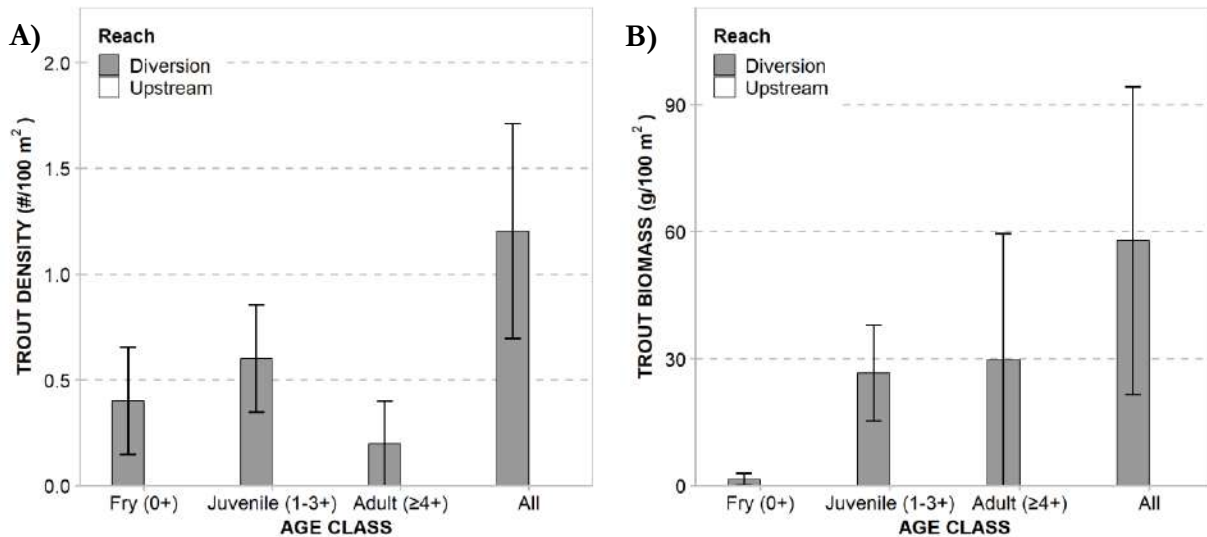 A)
Reach
Diversion
Upstream
TROUT DENSITY (#/100 m²)
2.0
1.5
1.0
0.5
0.0
Fry (0+) Juvenile (1-3+) Adult (≥4+) All
AGE CLASS
B)
Reach
Diversion
Upstream
TROUT BIOMASS (g/100 m²)
90
60
30
0
Fry (0+) Juvenile (1-3+) Adult (≥4+) All
AGE CLASS